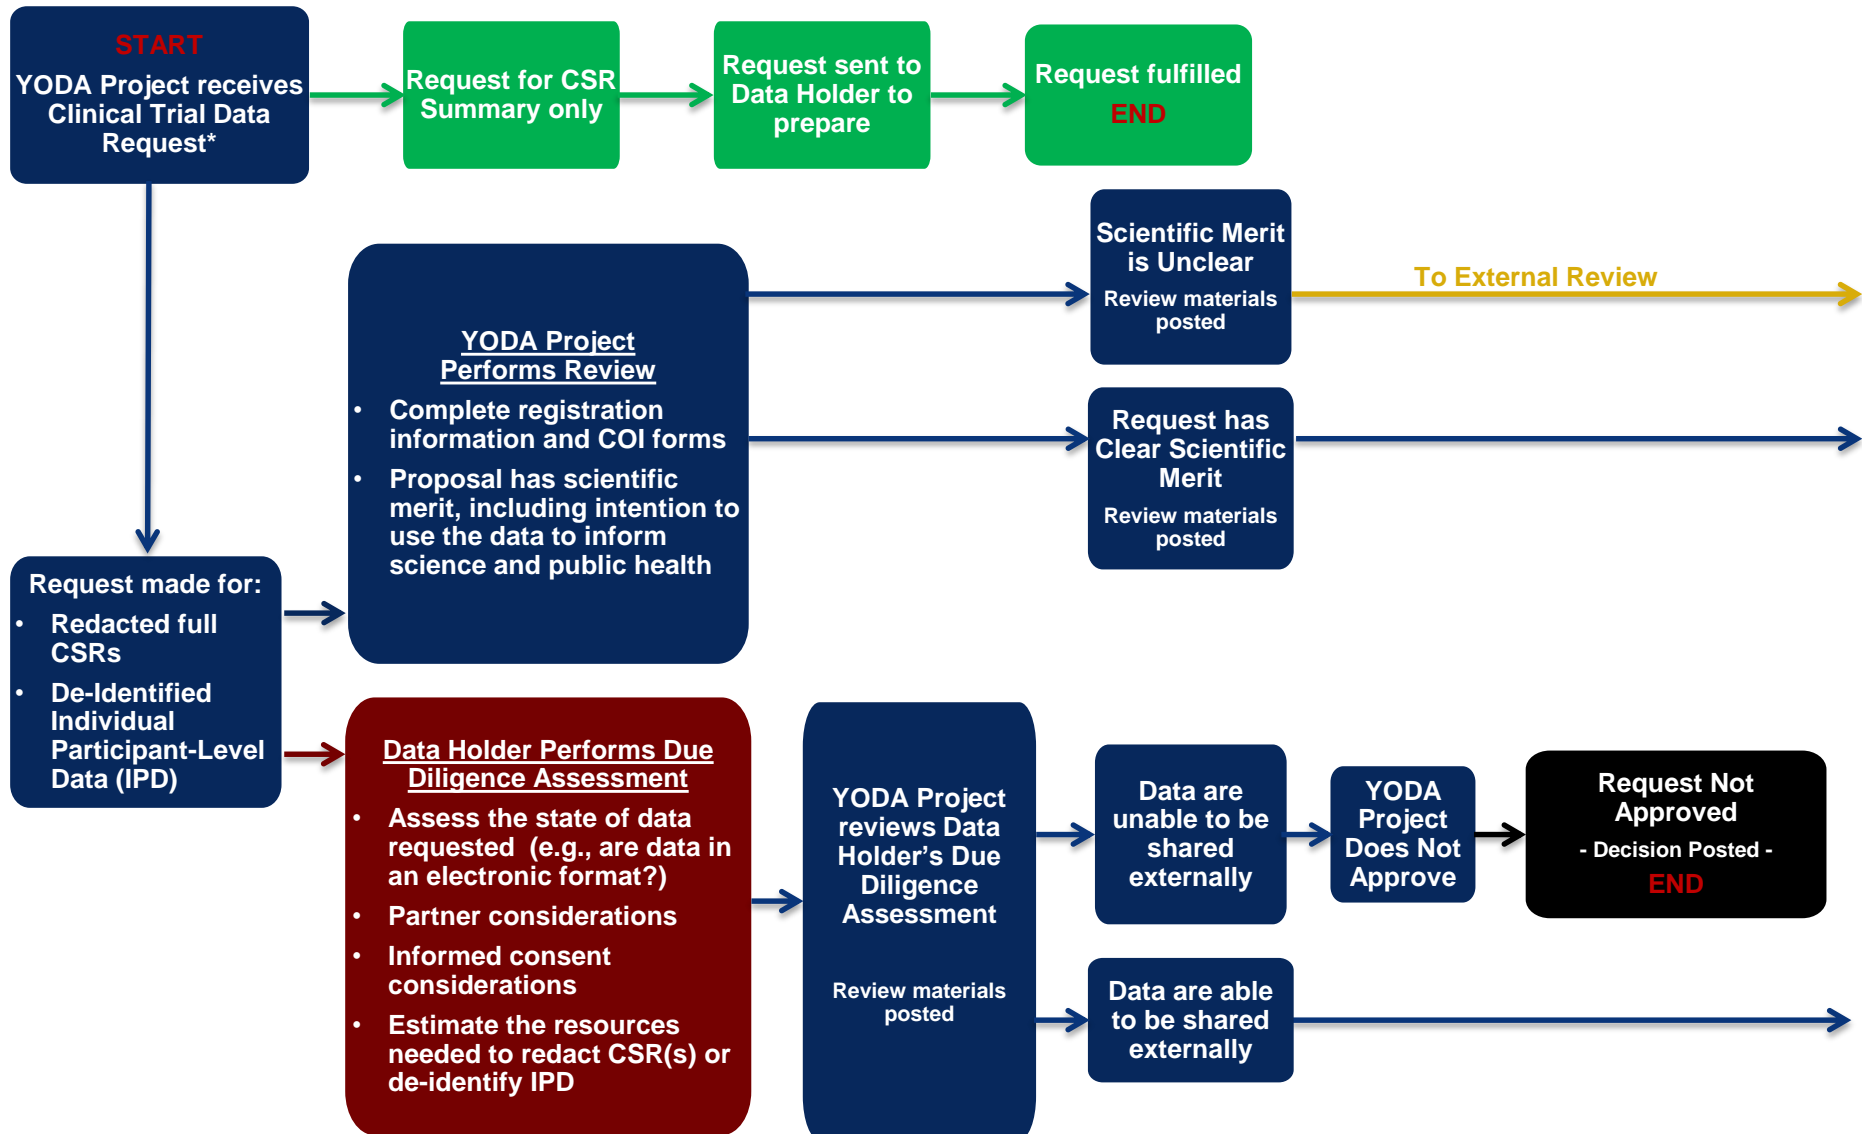 START
YODA Project receives
Clinical Trial Data
Request*
Request for CSR
Summary only
Request sent to
Data Holder to
prepare
Request fulfilled
END
Scientific Merit
is Unclear
Review materials
posted
To External Review
YODA Project
Performs Review
• Complete registration
information and COI forms
• Proposal has scientific
merit, including intention to
use the data to inform
science and public health
Request has
Clear Scientific
Merit
Review materials
posted
Request made for:
• Redacted full
CSRs
• De-Identified
Individual
Participant-Level
Data (IPD)
Data Holder Performs Due
Diligence Assessment
• Assess the state of data
requested (e.g., are data in
an electronic format?)
• Partner considerations
• Informed consent
considerations
• Estimate the resources
needed to redact CSR(s) or
de-identify IPD
YODA Project
reviews Data
Holder’s Due
Diligence
Assessment
Review materials
posted
Data are
unable to be
shared
externally
YODA
Project
Does Not
Approve
Request Not
Approved
- Decision Posted -
END
Data are able
to be shared
externally